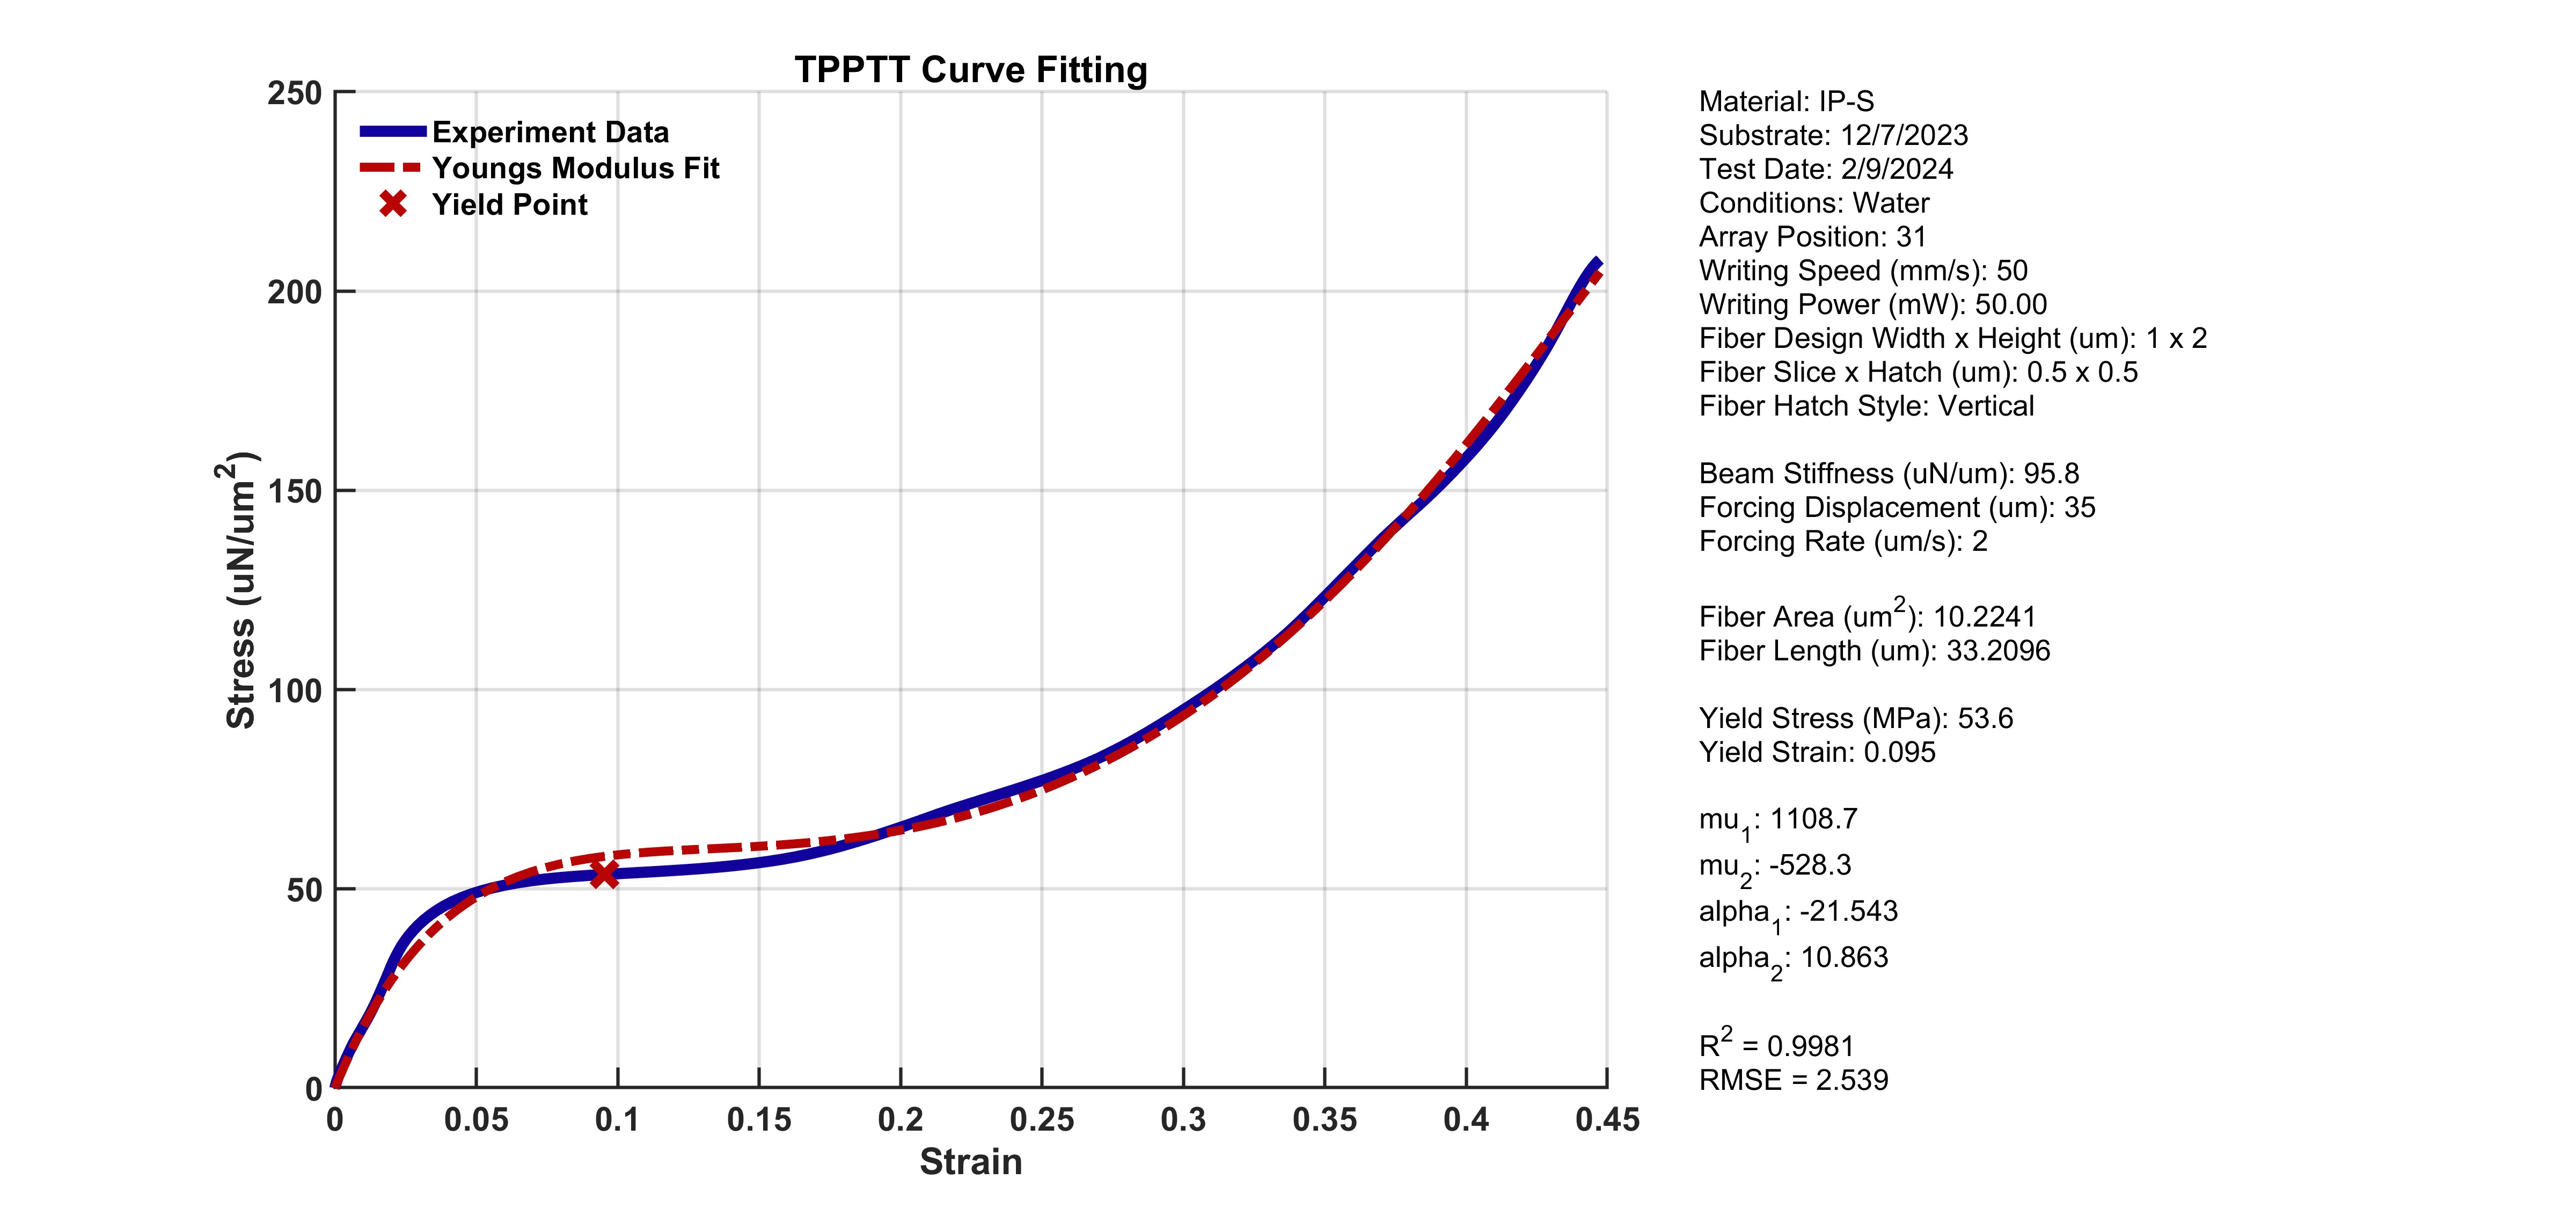 TPPTT Curve Fitting
250
200
150
100
50
0
Stress (uN/um²)
Experiment Data
Youngs Modulus Fit
Yield Point
0 0.05 0.1 0.15 0.2 0.25 0.3 0.35 0.4 0.45
Strain
Material: IP-S
Substrate: 12/7/2023
Test Date: 2/9/2024
Conditions: Water
Array Position: 31
Writing Speed (mm/s): 50
Writing Power (mW): 50.00
Fiber Design Width x Height (um): 1 x 2
Fiber Slice x Hatch (um): 0.5 x 0.5
Fiber Hatch Style: Vertical
Beam Stiffness (uN/um): 95.8
Forcing Displacement (um): 35
Forcing Rate (um/s): 2
Fiber Area (um²): 10.2241
Fiber Length (um): 33.2096
Yield Stress (MPa): 53.6
Yield Strain: 0.095
mu₁: 1108.7
mu₂: -528.3
alpha₁: -21.543
alpha₂: 10.863
R² = 0.9981
RMSE = 2.539